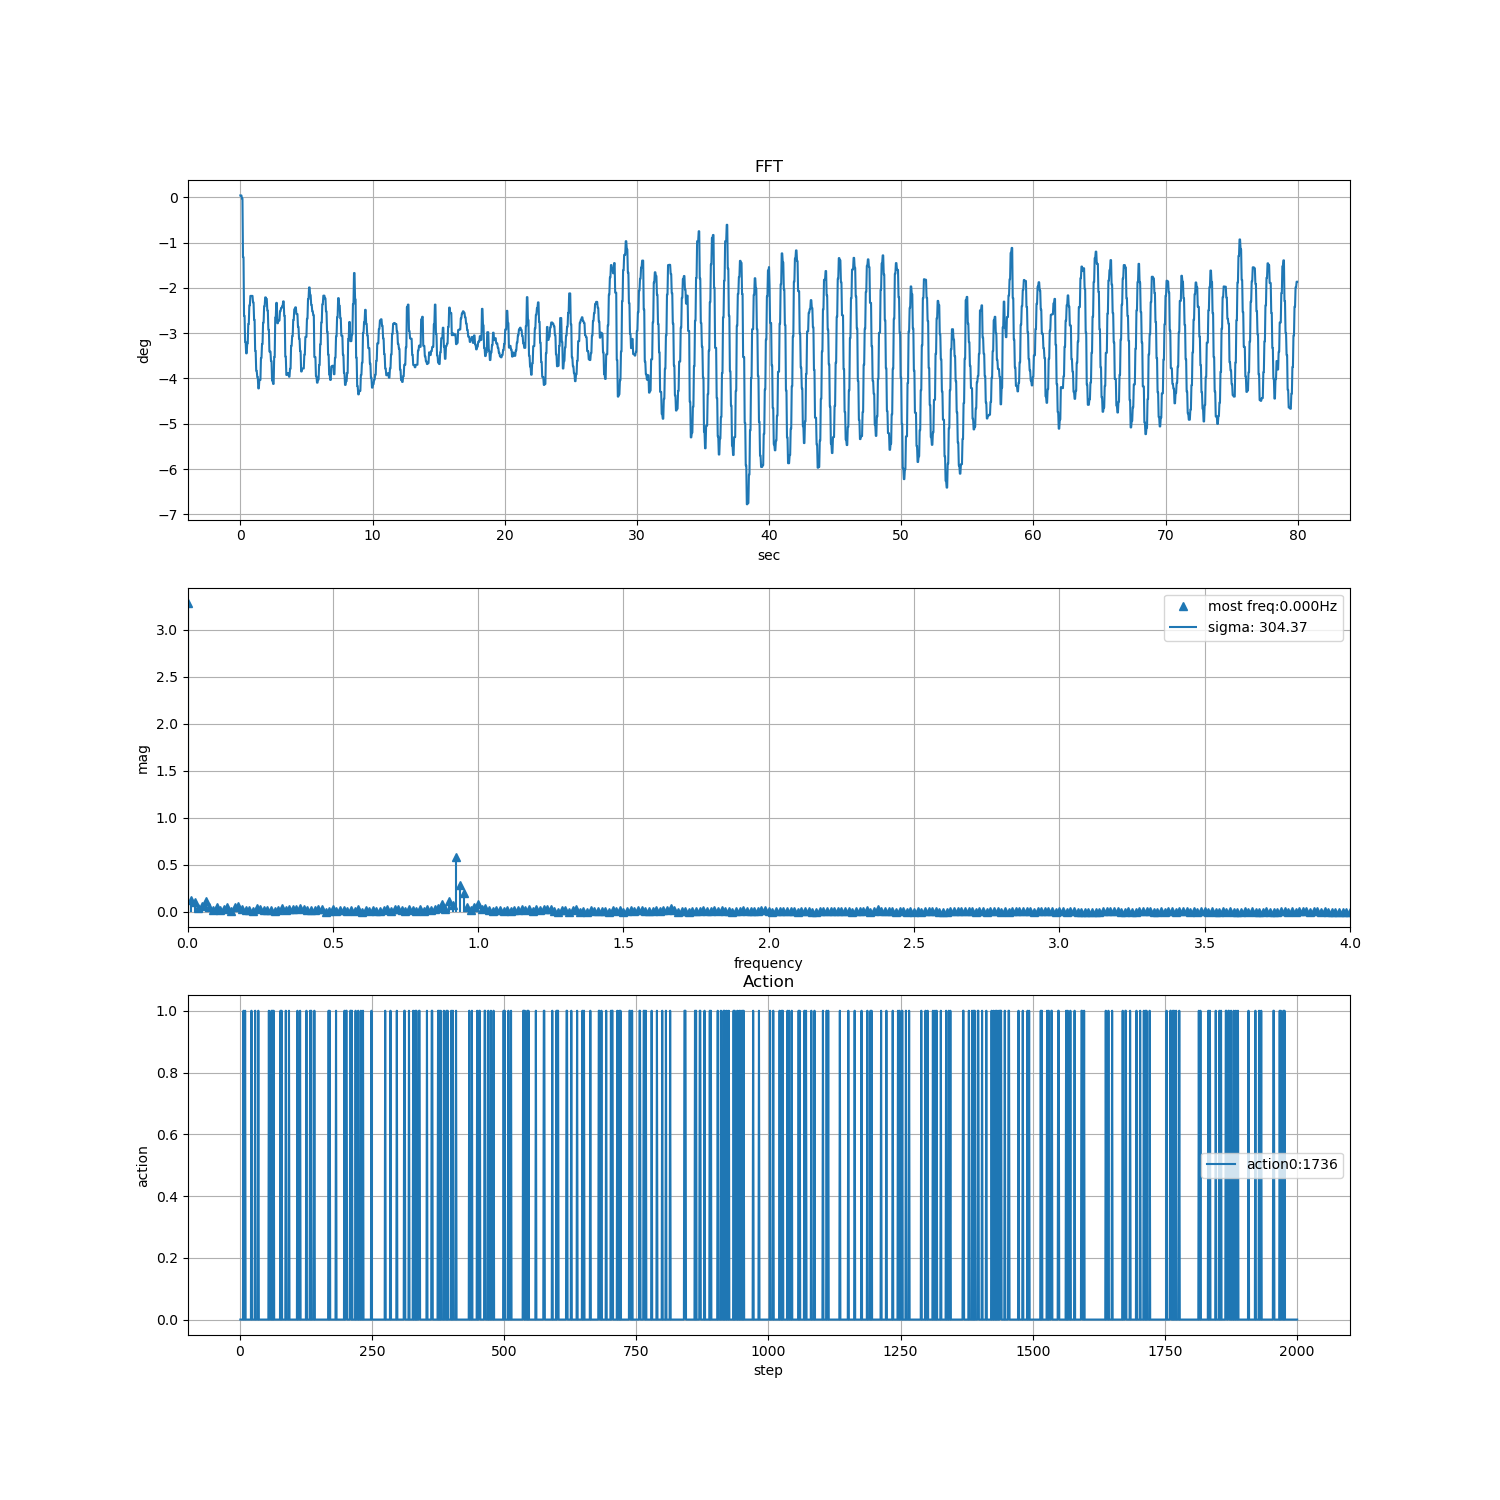 FFT
0
−1
−2
−3
−4
−5
−6
−7
deg
0 10 20 30 40 50 60 70 80
sec
most freq:0.000Hz
sigma: 304.37
3.0
2.5
2.0
1.5
1.0
0.5
0.0
mag
0.0 0.5 1.0 1.5 2.0 2.5 3.0 3.5 4.0
frequency
Action
1.0
0.8
0.6
0.4
0.2
0.0
action
action0:1736
0 250 500 750 1000 1250 1500 1750 2000
step